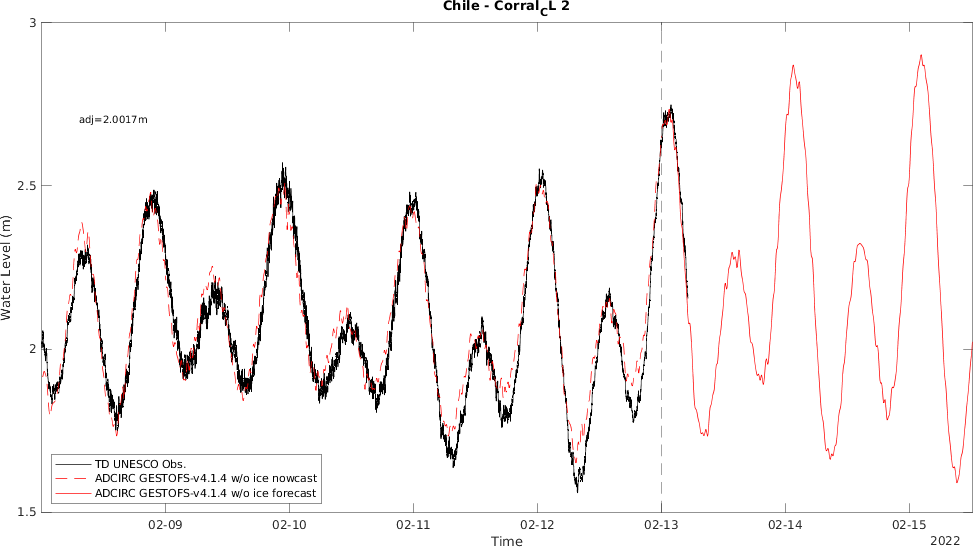 Chile - Corral_CL 2
3
adj=2.0017m
2.5
Water Level (m)
2
TD UNESCO Obs.
ADCIRC GESTOFS-v4.1.4 w/o ice nowcast
ADCIRC GESTOFS-v4.1.4 w/o ice forecast
1.5
02-09 02-10 02-11 02-12 02-13 02-14 02-15
Time
2022